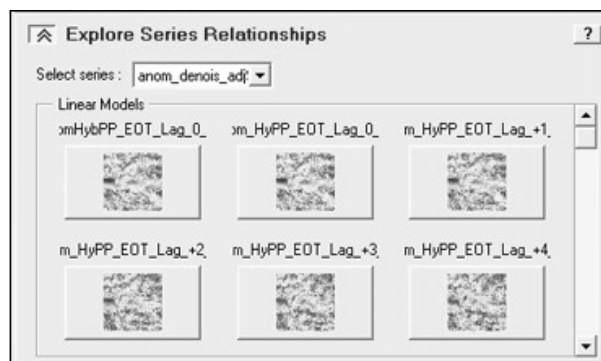 Explore Series Relationships ?
Select series : anom_denois_adj
Linear Models
omHybPP_EOT_Lag_0_ om_HyPP_EOT_Lag_0_ m_HyPP_EOT_Lag_+1_
m_HyPP_EOT_Lag_+2_ m_HyPP_EOT_Lag_+3_ m_HyPP_EOT_Lag_+4_